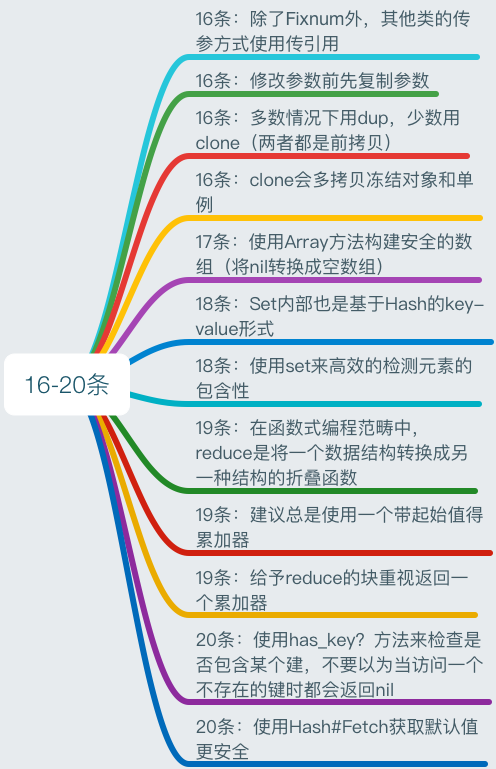 16条：除了Fixnum外，其他类的传
参方式使用传引用
16条：修改参数前先复制参数
16条：多数情况下用dup，少数用
clone（两者都是前拷贝）
16条：clone会多拷贝冻结对象和单
例
17条：使用Array方法构建安全的数
组（将nil转换成空数组）
18条：Set内部也是基于Hash的key-
value形式
16-20条
18条：使用set来高效的检测元素的
包含性
19条：在函数式编程范畴中，
reduce是将一个数据结构转换成另
一种结构的折叠函数
19条：建议总是使用一个带起始值得
累加器
19条：给予reduce的块重视返回一
个累加器
20条：使用has_key？方法来检查是
否包含某个建，不要以为当访问一个
不存在的键时都会返回nil
20条：使用Hash#Fetch获取默认值
更安全